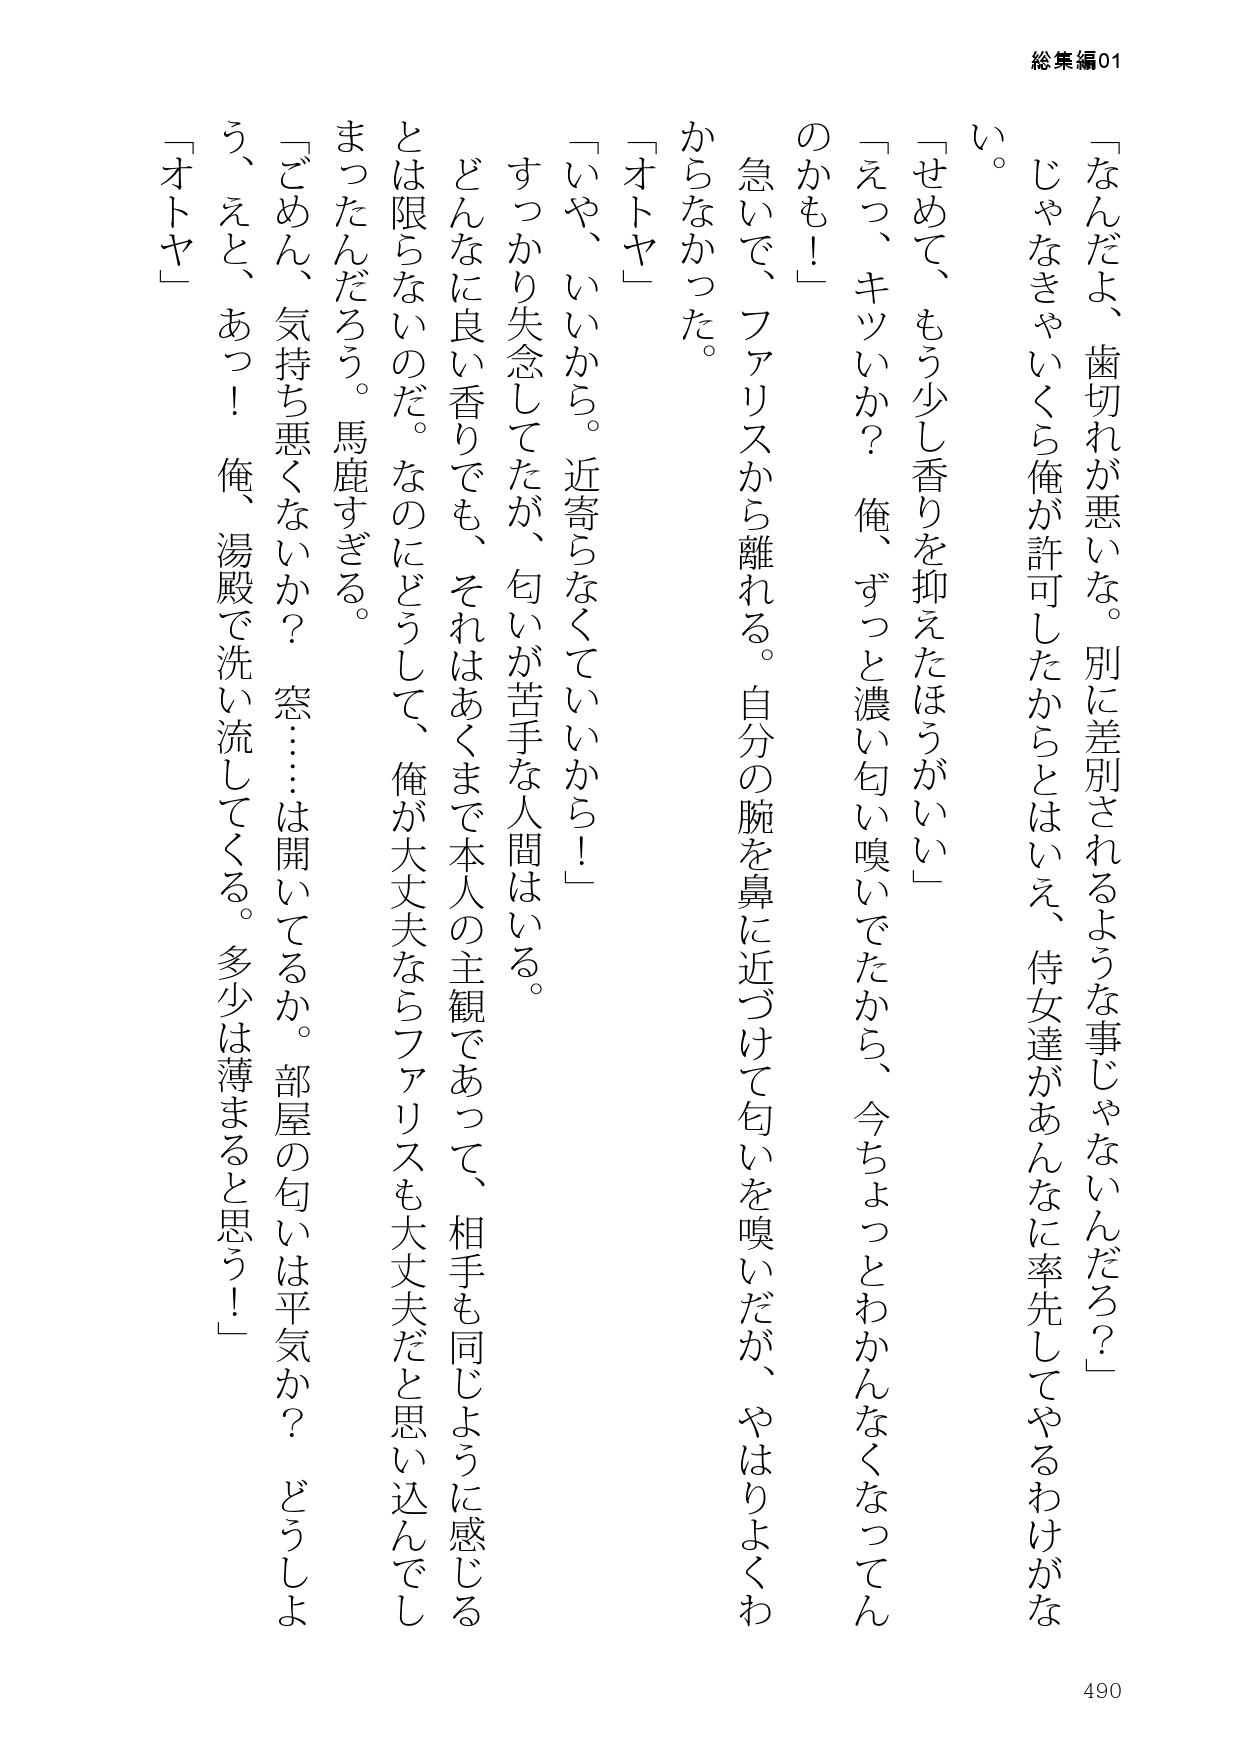 総集編01
「なんだよ、歯切れが悪いな。別に差別されるような事じゃないんだろ？」
　じゃなきゃいくら俺が許可したからとはいえ、侍女達があんなに率先してやるわけがな
い。
「せめて、もう少し香りを抑えたほうがいい」
「えっ、キツいか？　俺、ずっと濃い匂い嗅いでたから、今ちょっとわかんなくなってん
のかも！」
　急いで、ファリスから離れる。自分の腕を鼻に近づけて匂いを嗅いだが、やはりよくわ
からなかった。
「オトヤ」
「いや、いいから。近寄らなくていいから！」
　すっかり失念してたが、匂いが苦手な人間はいる。
　どんなに良い香りでも、それはあくまで本人の主観であって、相手も同じように感じる
とは限らないのだ。なのにどうして、俺が大丈夫ならファリスも大丈夫だと思い込んでし
まったんだろう。馬鹿すぎる。
「ごめん、気持ち悪くないか？　窓……は開いてるか。部屋の匂いは平気か？　どうしよ
う、えと、あっ！　俺、湯殿で洗い流してくる。多少は薄まると思う！」
「オトヤ」
490